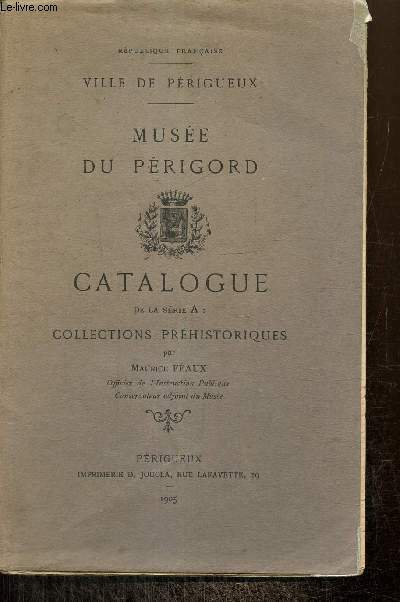 Le-livre.com
RÉPUBLIQUE FRANÇAISE
VILLE DE PÉRIGUEUX
MUSÉE
DU PÉRIGORD
CATALOGUE
DE LA SÉRIE A :
COLLECTIONS PRÉHISTORIQUES
par
MAURICE FÉAUX
Officier de l'Instruction Publique
Conservateur adjoint du Musée
PÉRIGUEUX
IMPRIMERIE D. JOUCLA, RUE LAFAYETTE, 19
1905